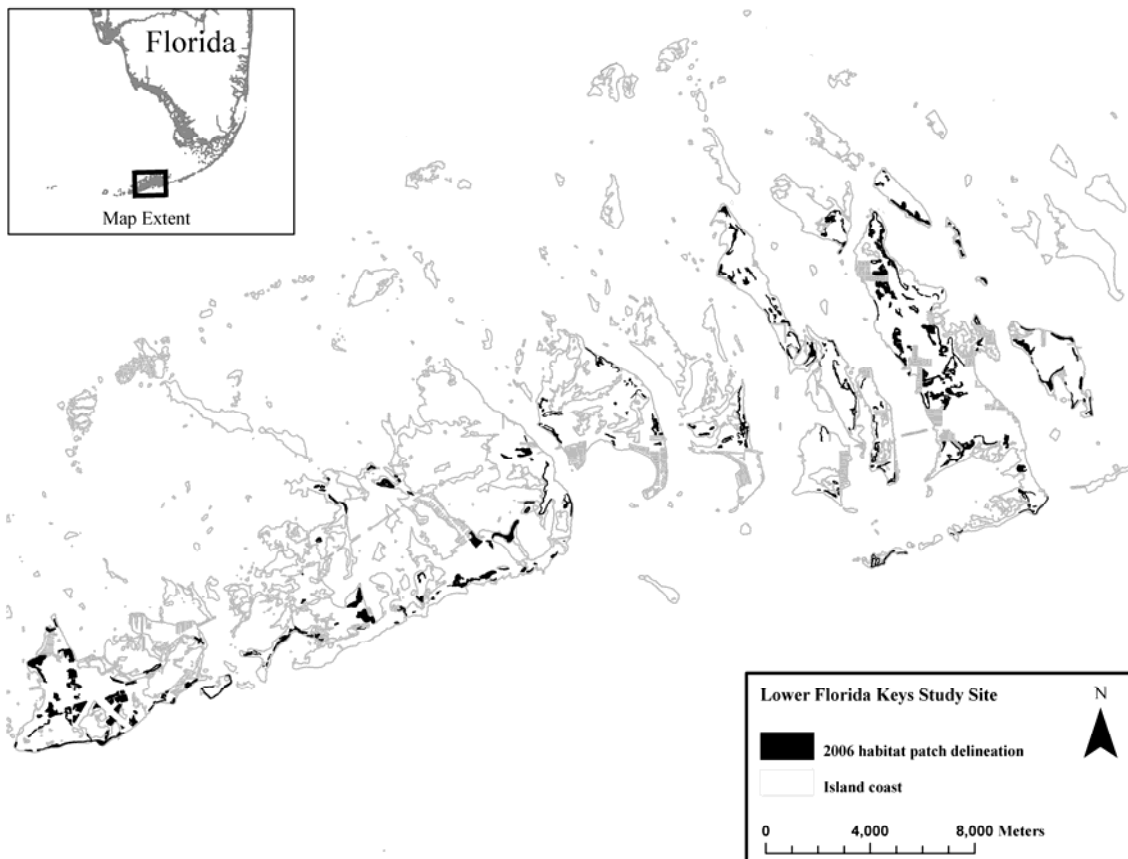 Florida
Map Extent
Lower Florida Keys Study Site
N
2006 habitat patch delineation
Island coast
0 4,000 8,000 Meters